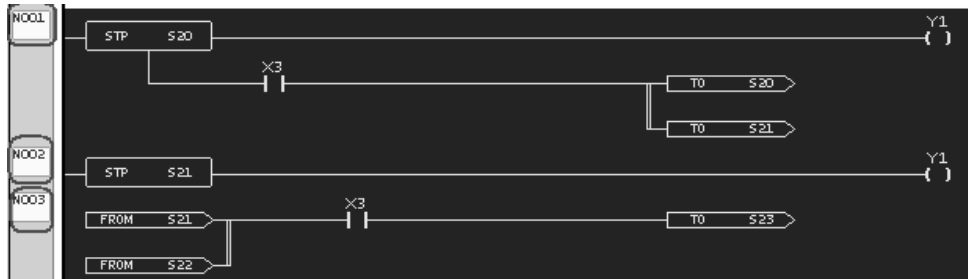 N001
STP S20
Y1
X3
TO S20
TO S21
N002
STP S21
Y1
N003
FROM S21
X3
TO S23
FROM S22